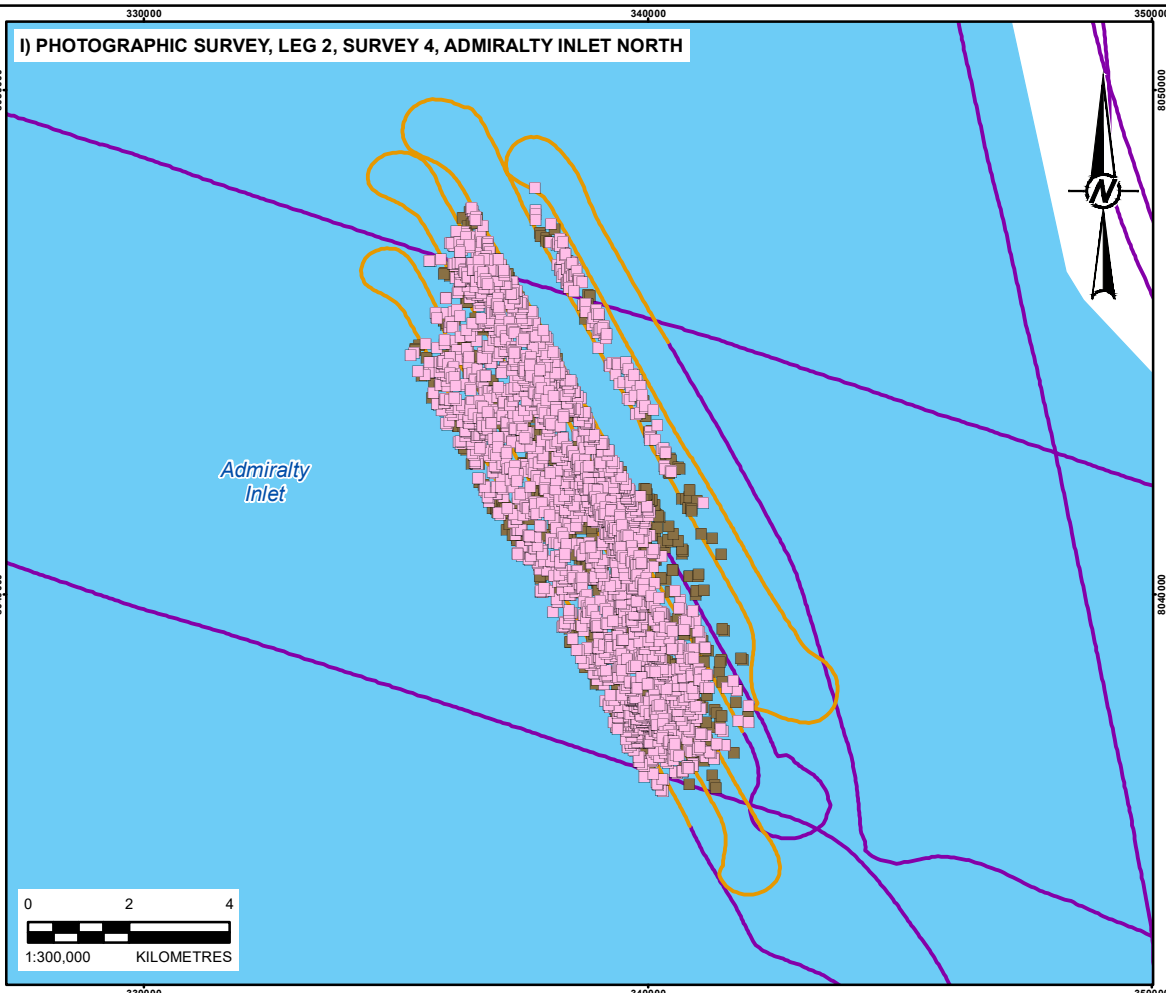 330000 340000 350000
I) PHOTOGRAPHIC SURVEY, LEG 2, SURVEY 4, ADMIRALTY INLET NORTH
8050000
N
Admiralty
Inlet
8040000
0 2 4
1:300,000 KILOMETRES